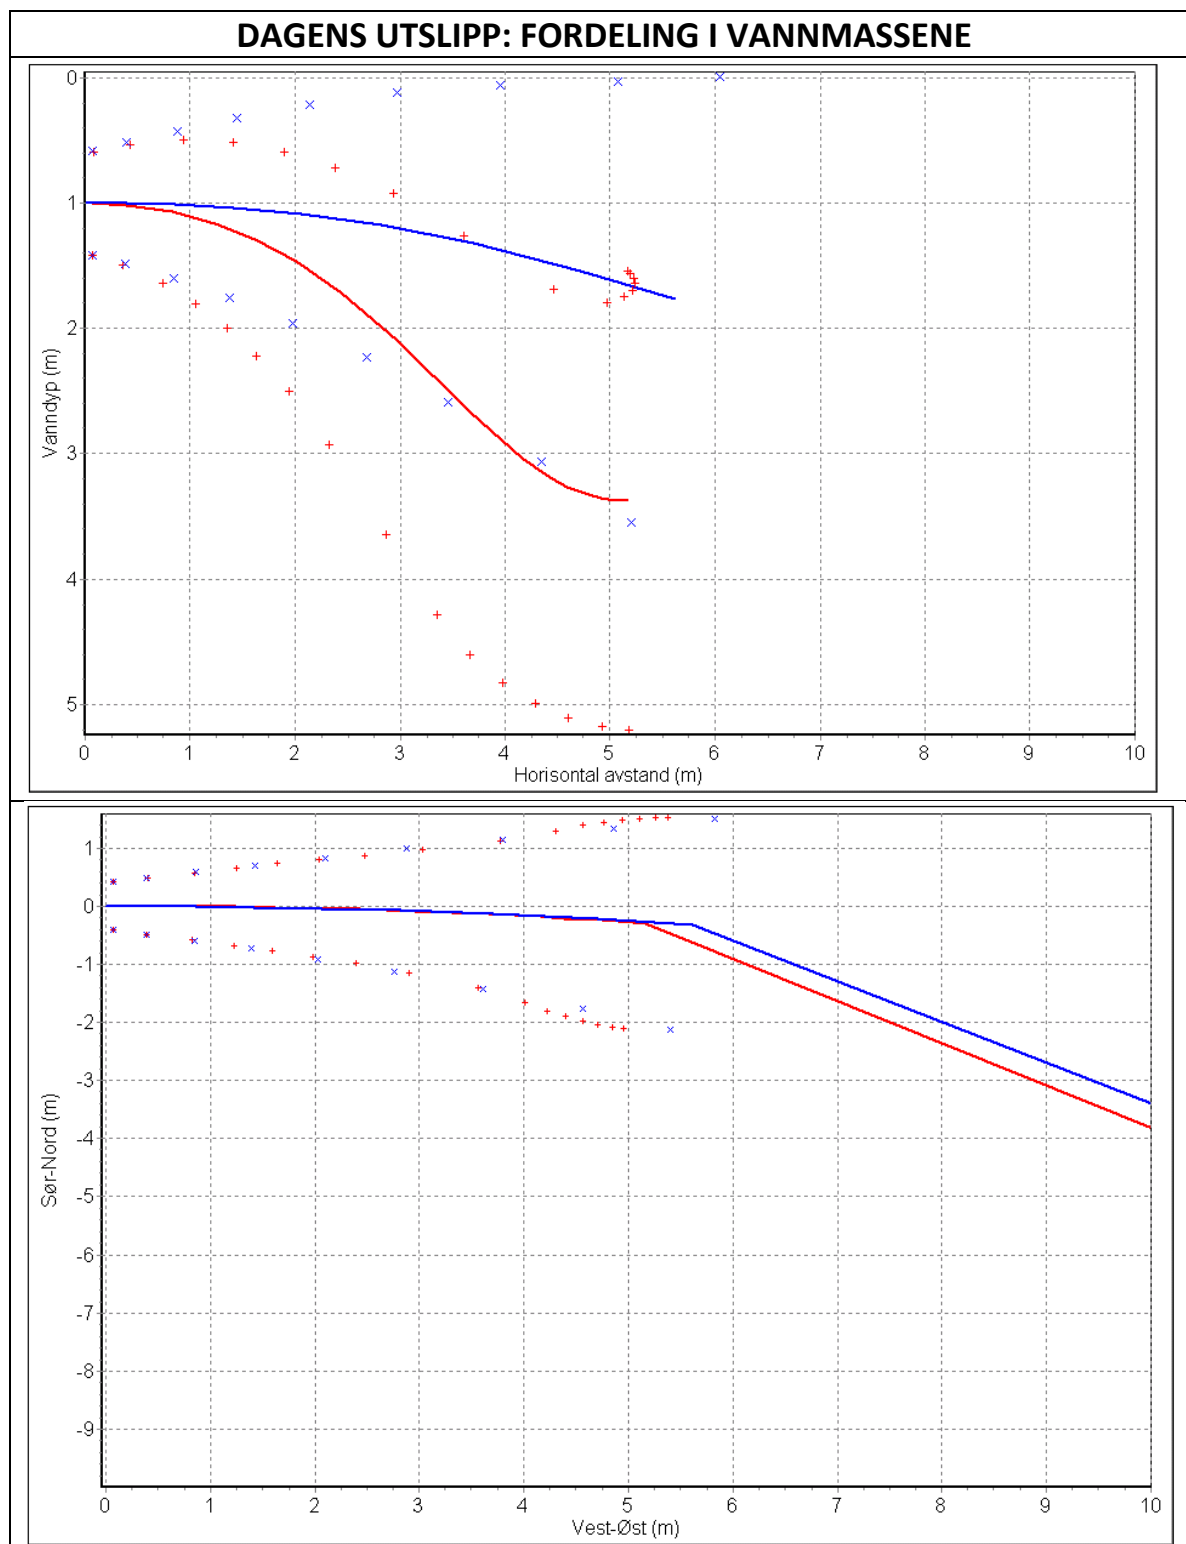 DAGENS UTSLIPP: FORDELING I VANNMASSENE
0
1
2
3
4
5
Vanndyp (m)
0 1 2 3 4 5 6 7 8 9 10
Horisontal avstand (m)
1
0
-1
-2
-3
-4
-5
-6
-7
-8
-9
Sør-Nord (m)
0 1 2 3 4 5 6 7 8 9 10
Vest-Øst (m)